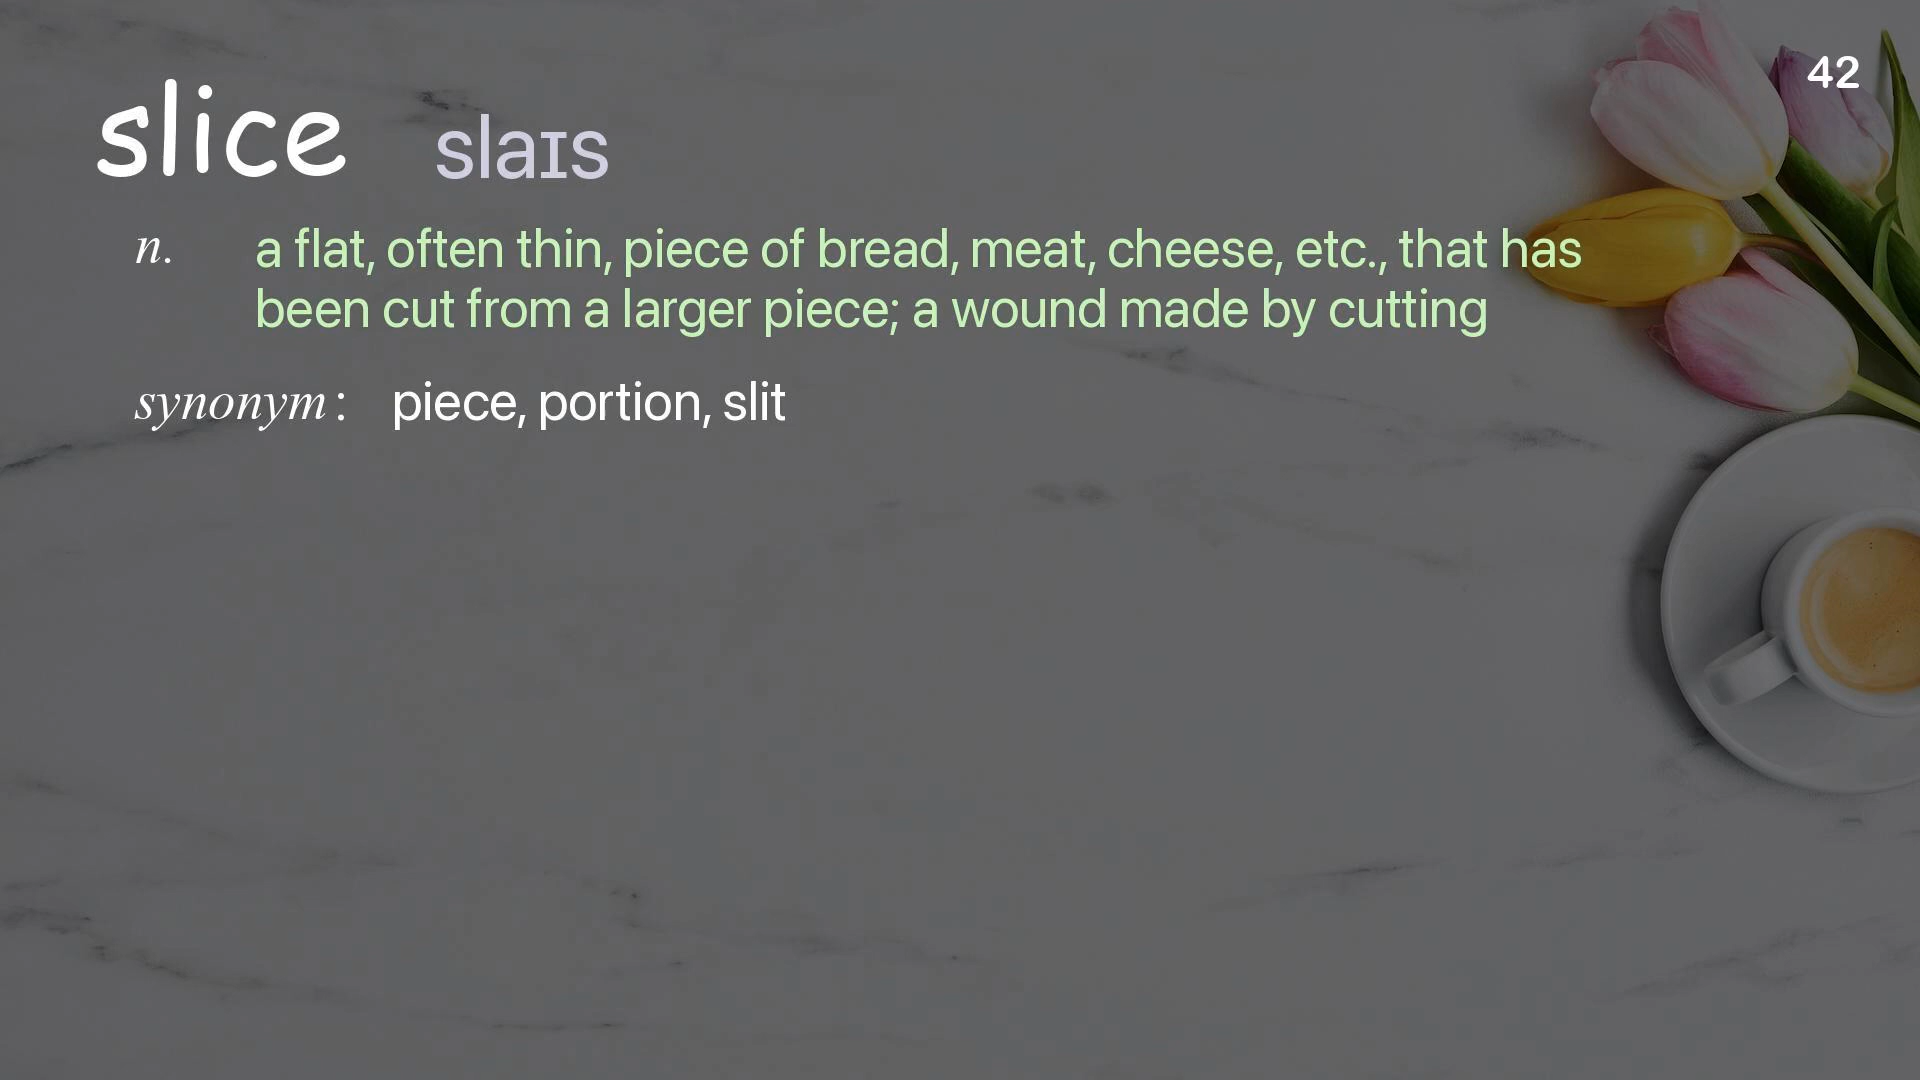 42
slice slaɪs
n. a flat, often thin, piece of bread, meat, cheese, etc., that has
been cut from a larger piece; a wound made by cutting
synonym: piece, portion, slit